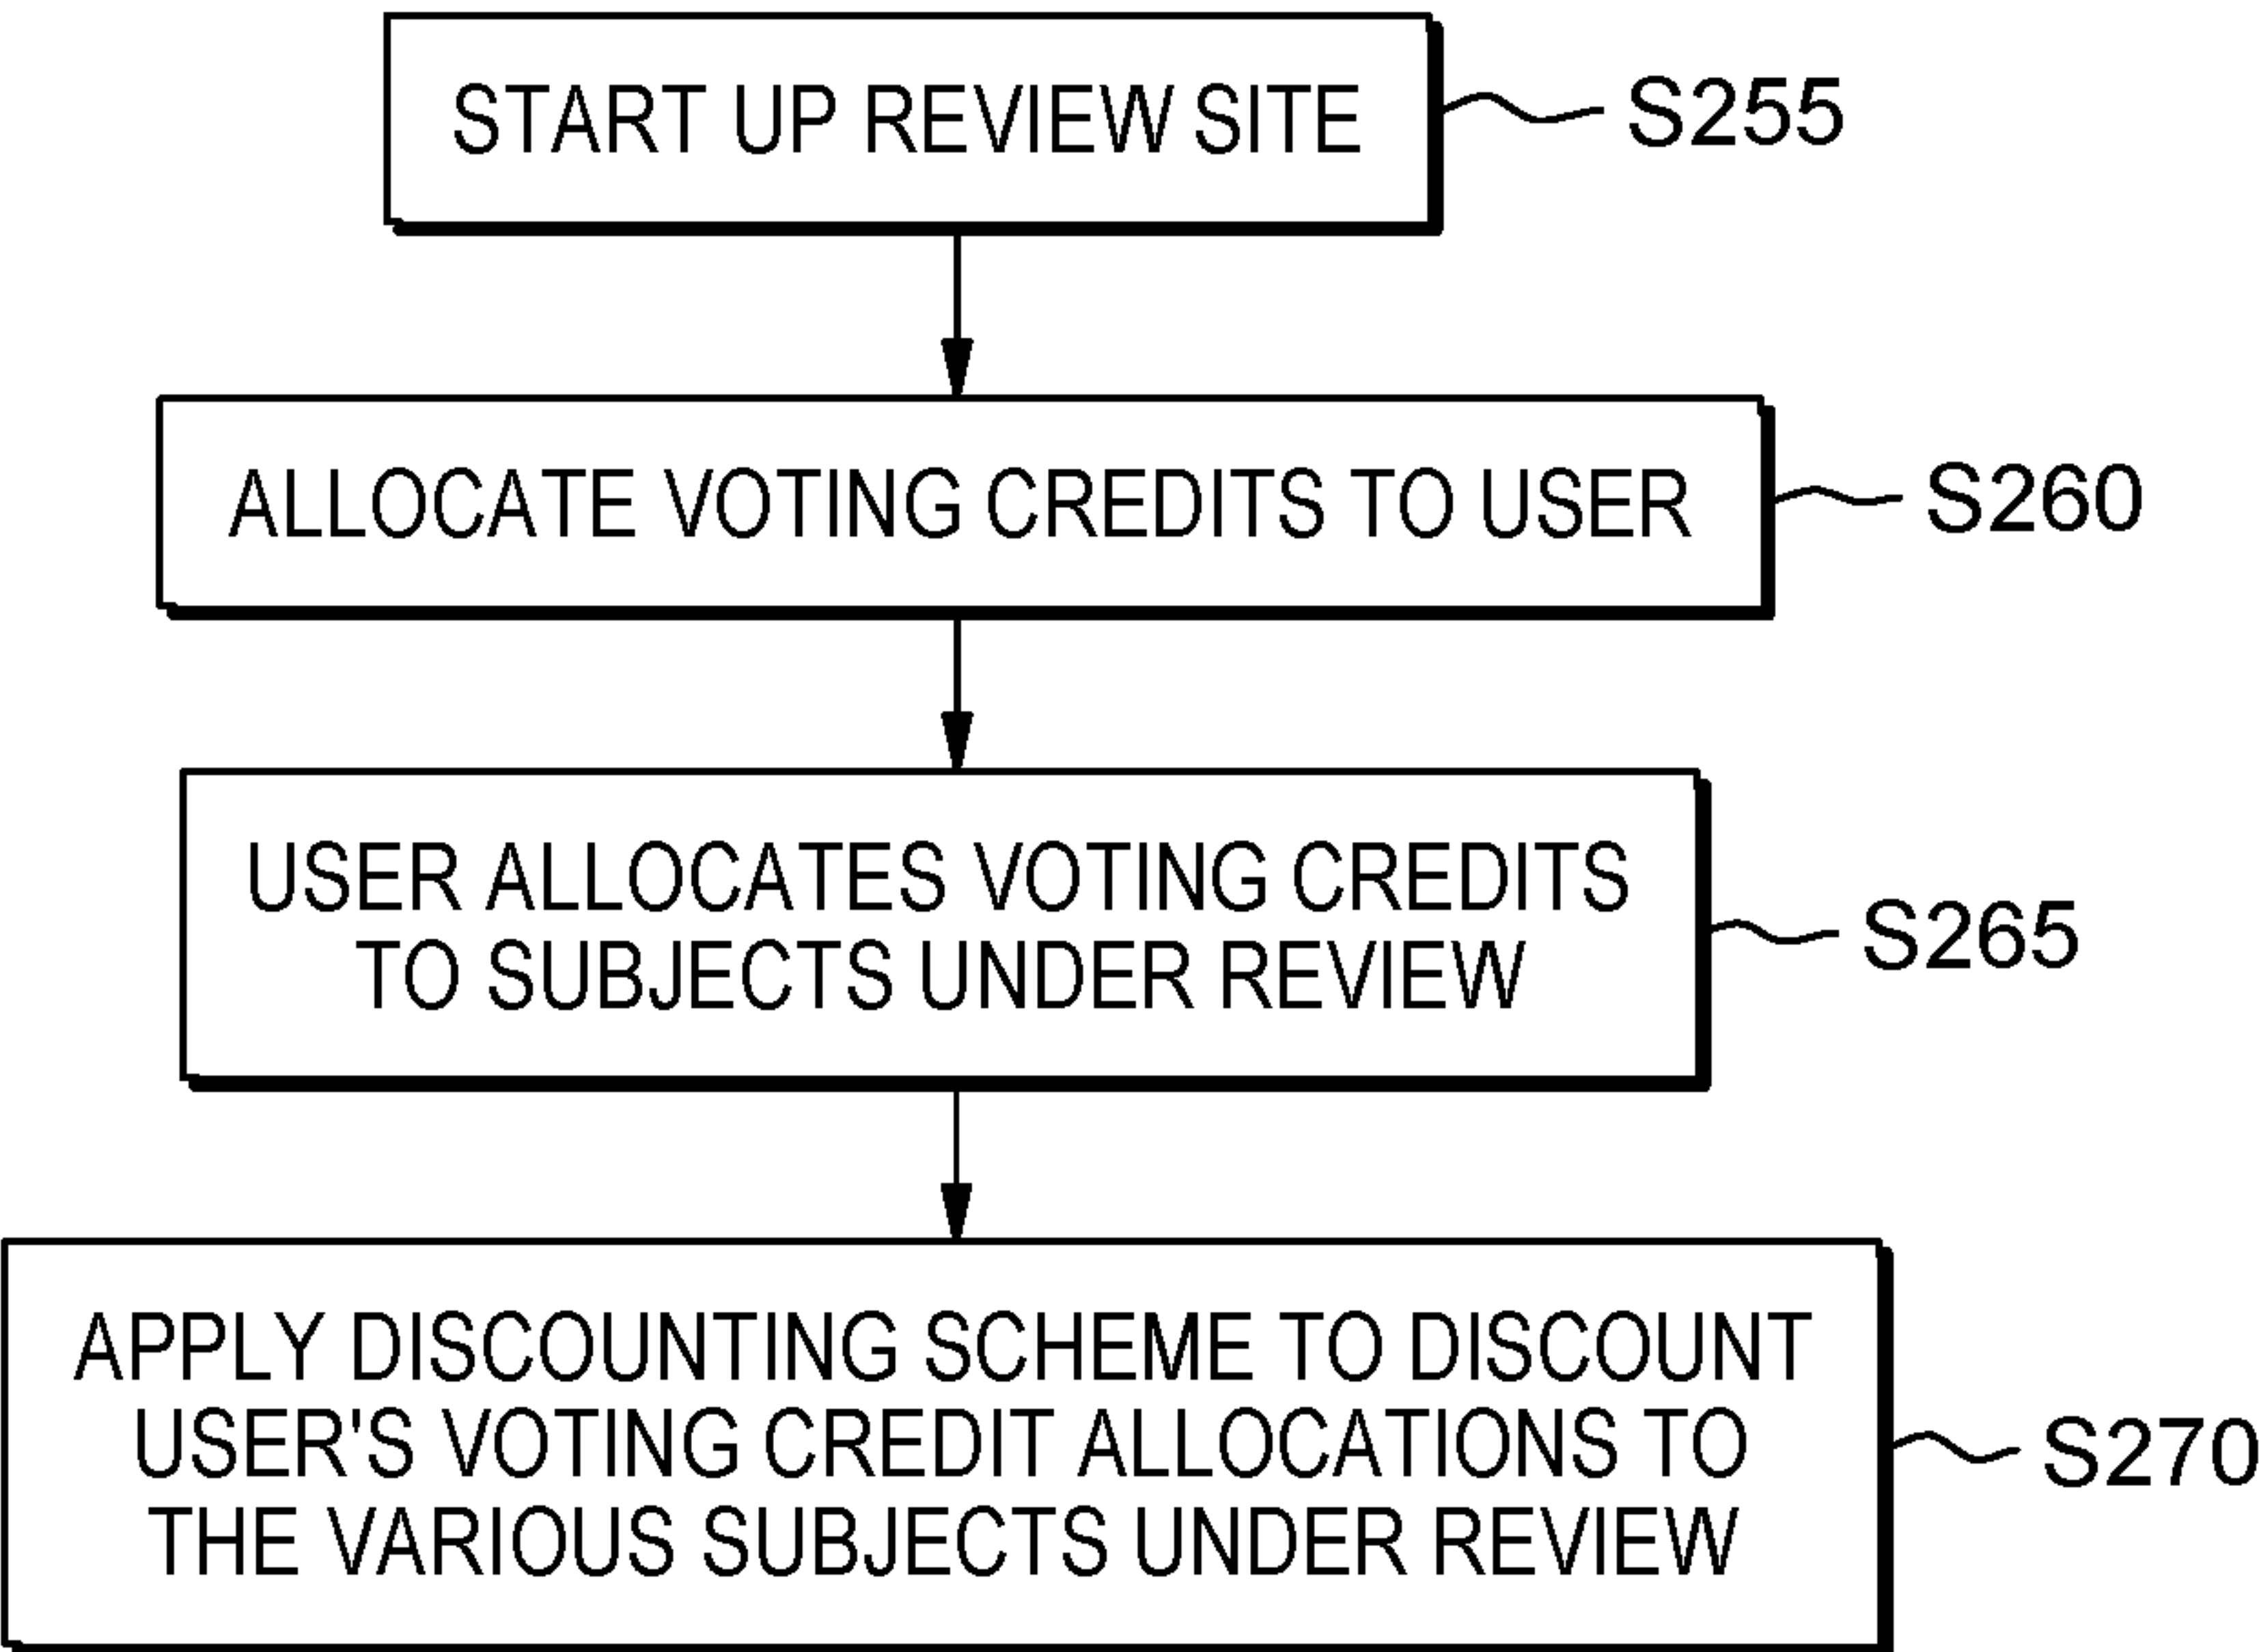 START UP REVIEW SITE
S255
ALLOCATE VOTING CREDITS TO USER
S260
USER ALLOCATES VOTING CREDITS
TO SUBJECTS UNDER REVIEW
S265
APPLY DISCOUNTING SCHEME TO DISCOUNT
USER'S VOTING CREDIT ALLOCATIONS TO
THE VARIOUS SUBJECTS UNDER REVIEW
S270